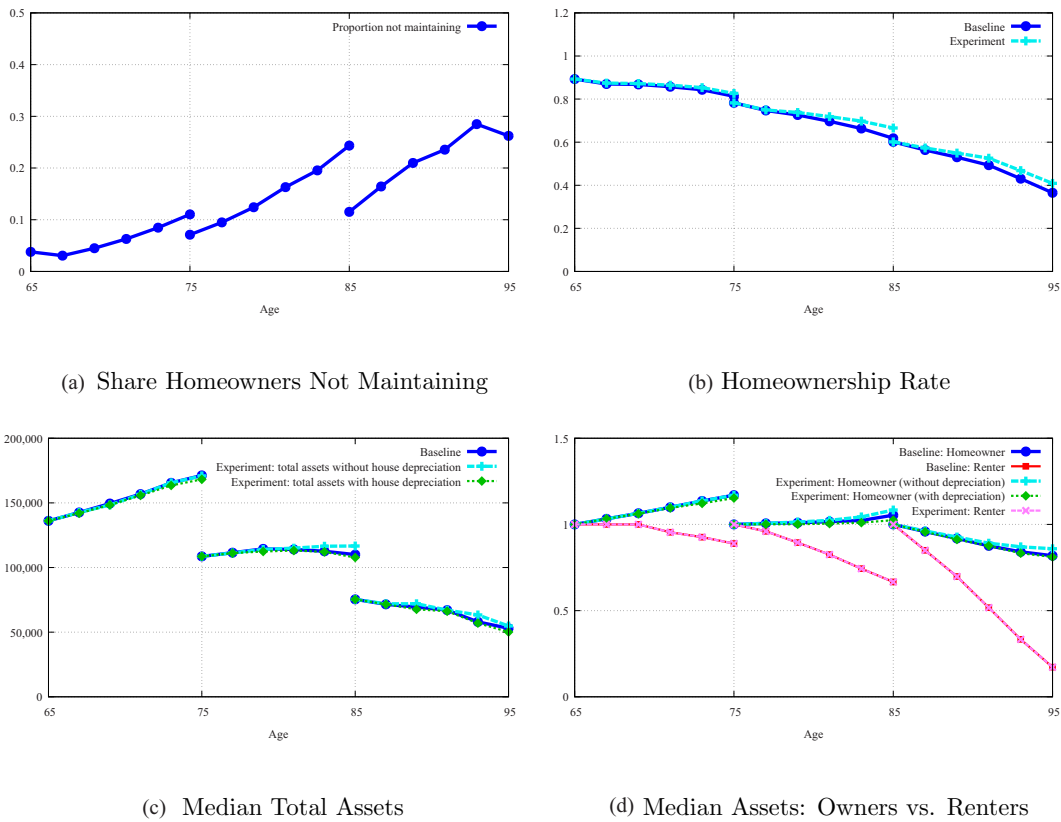 0.5
0.4
0.3
0.2
0.1
0
65 75 85 95
Age
Proportion not maintaining
(a) Share Homeowners Not Maintaining
1.2
1
0.8
0.6
0.4
0.2
0
65 75 85 95
Age
Baseline
Experiment
(b) Homeownership Rate
200,000
150,000
100,000
50,000
0
65 75 85 95
Age
Baseline
Experiment: total assets without house depreciation
Experiment: total assets with house depreciation
(c) Median Total Assets
1.5
1
0.5
0
65 75 85 95
Age
Baseline: Homeowner
Baseline: Renter
Experiment: Homeowner (without depreciation)
Experiment: Homeowner (with depreciation)
Experiment: Renter
(d) Median Assets: Owners vs. Renters